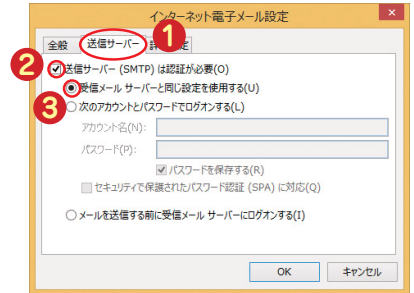 インターネット電子メール設定
×
全般 送信サーバー 定
1
2 送信サーバー (SMTP) は認証が必要(O)
受信メール サーバーと同じ設定を使用する(U)
3 次のアカウントとパスワードでログオンする(L)
アカウント名(N):
パスワード(P):
パスワードを保存する(R)
セキュリティで保護されたパスワード認証 (SPA) に対応(Q)
メールを送信する前に受信メール サーバーにログオンする(I)
OK キャンセル